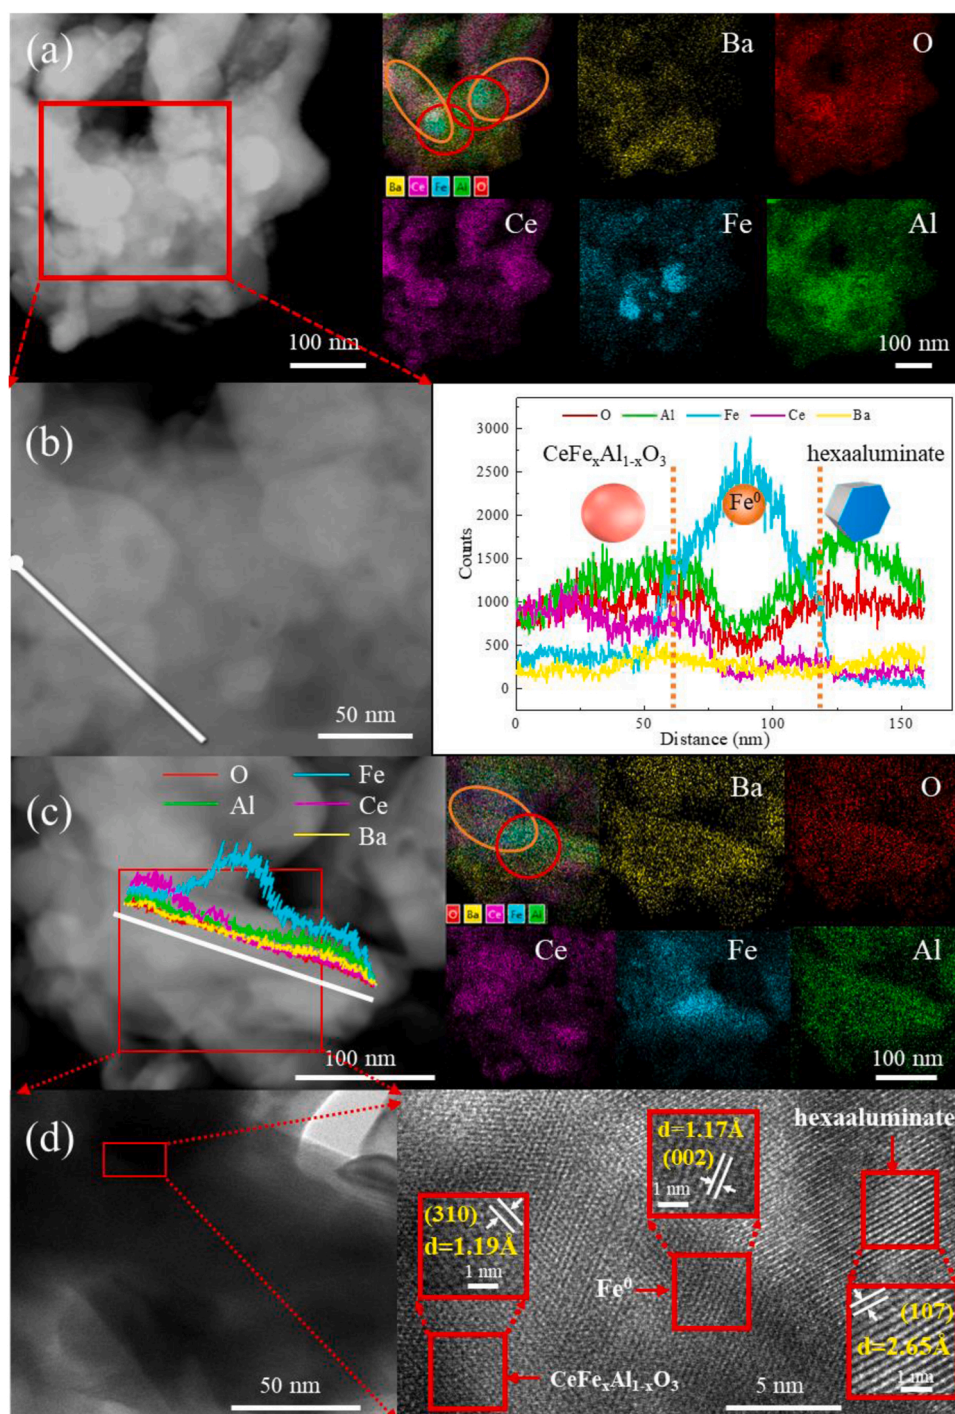 (a)
Ba
O
Ba Ce Fe Al O
Ce
Fe
Al
100 nm
100 nm
(b)
50 nm
O Al Fe Ce Ba
CeFexAl1-xO3
hexaaluminate
Fe0
Counts
3000
2500
2000
1500
1000
500
0
0 50 100 150
Distance (nm)
(c)
O Fe
Al Ce
Ba
100 nm
Ba
O
O Ba Ce Fe Al
Ce
Fe
Al
100 nm
(d)
50 nm
hexaaluminate
d=1.17Å
(002)
1 nm
(310)
d=1.19Å
1 nm
Fe0
(107)
d=2.65Å
1 nm
CeFexAl1-xO3
5 nm